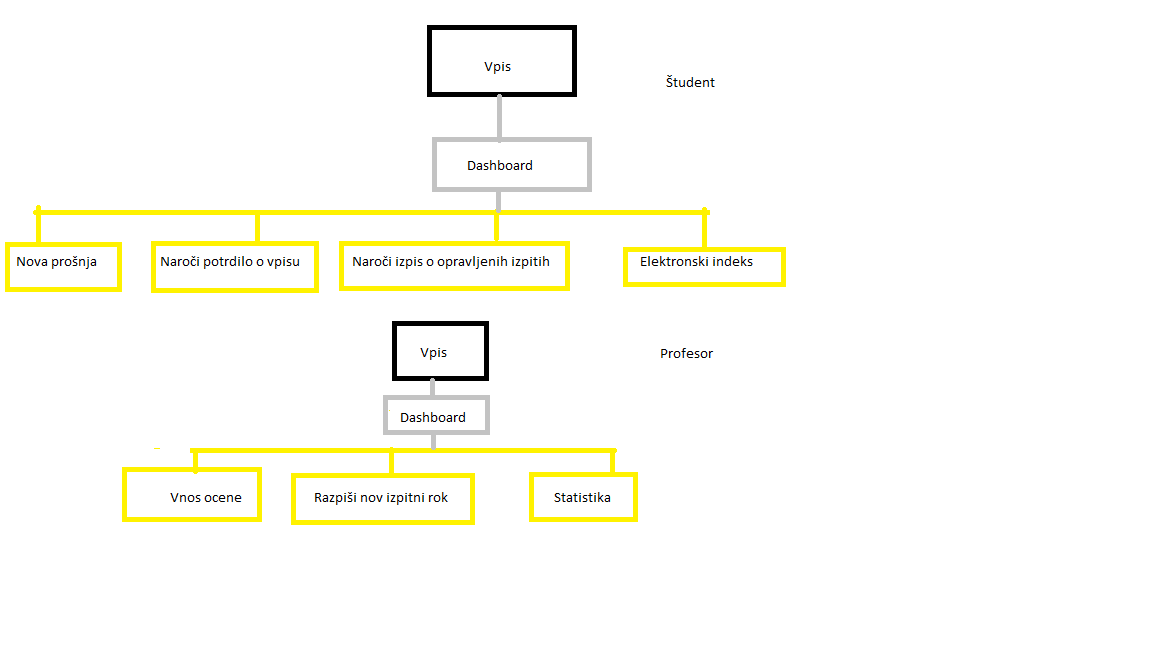 Vpis
Študent
Dashboard
Nova prošnja
Naroči potrdilo o vpisu
Naroči izpis o opravljenih izpitih
Elektronski indeks
Vpis
Profesor
Dashboard
Vnos ocene
Razpiši nov izpitni rok
Statistika